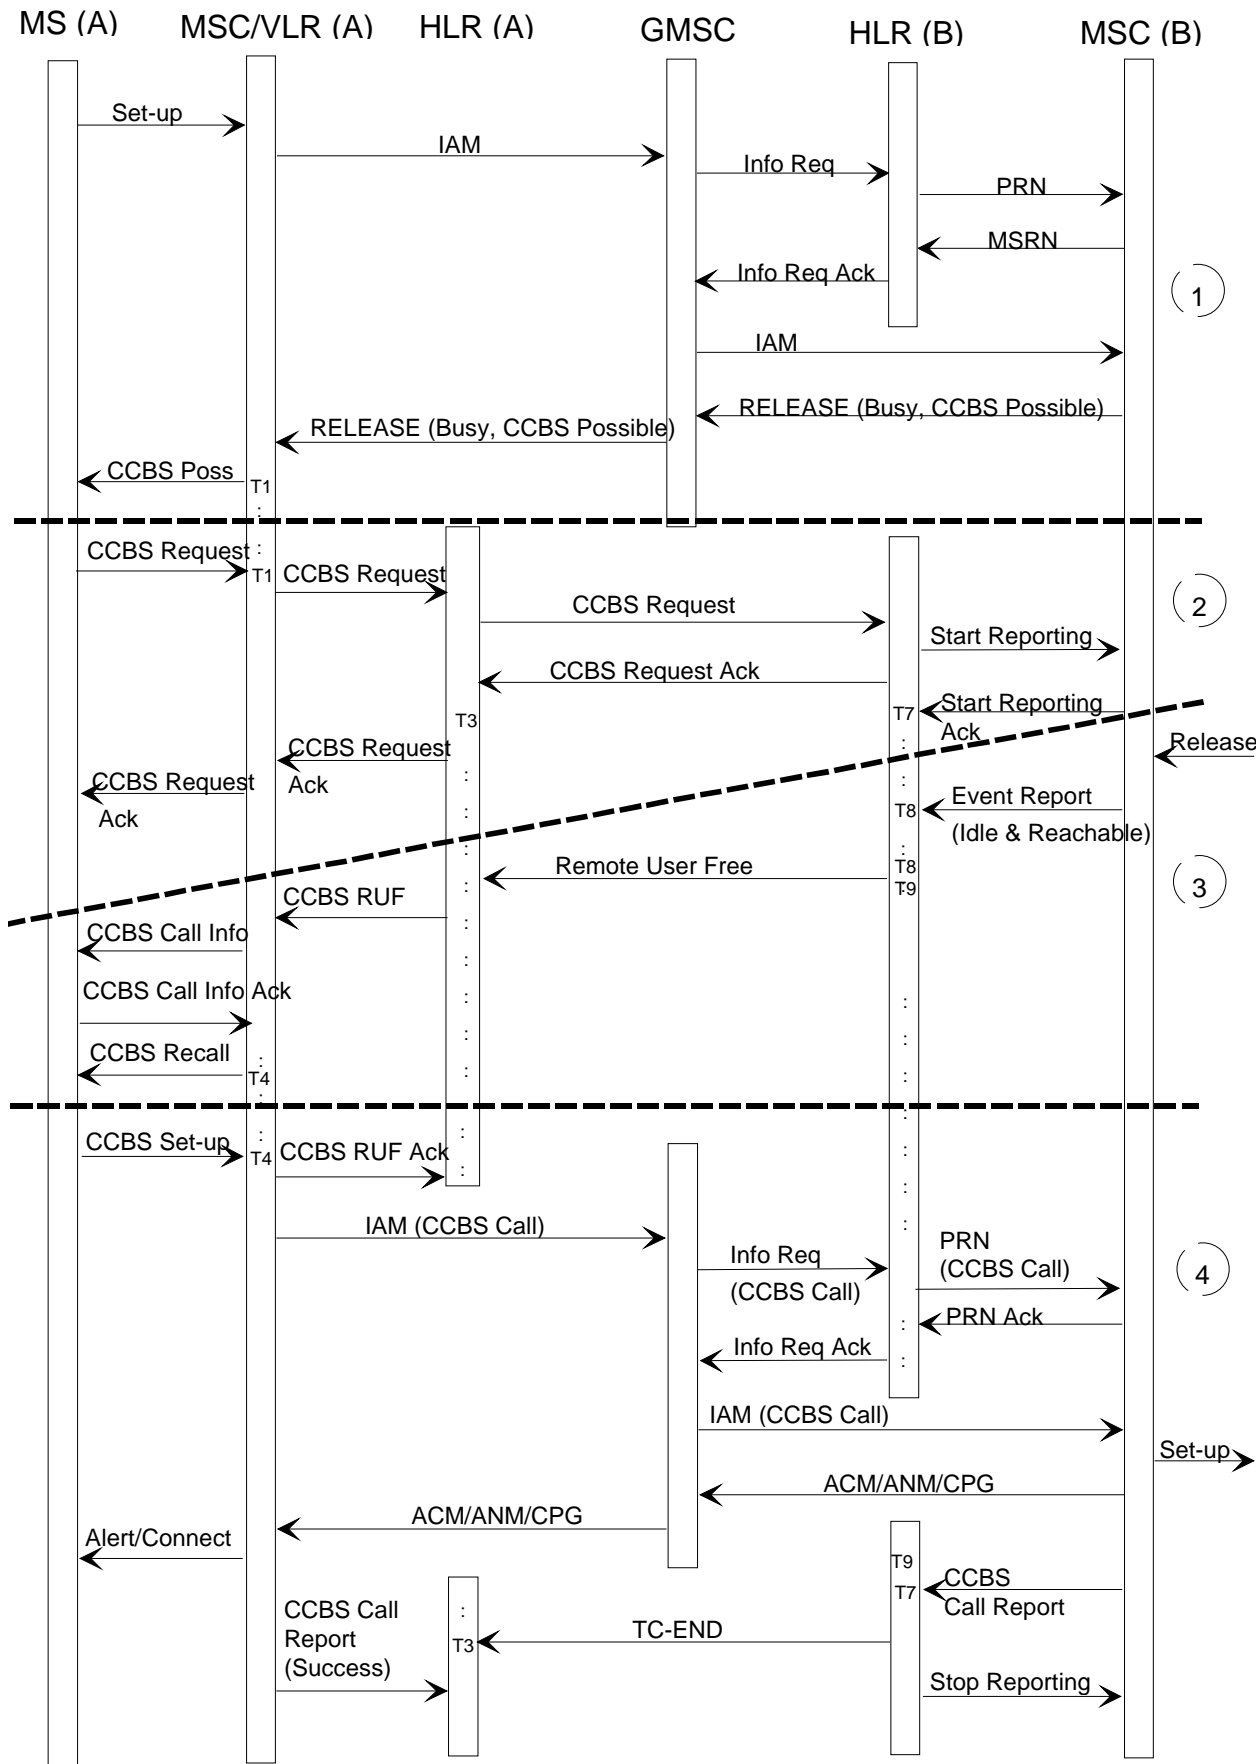 MS (A)
MSC/VLR (A)
HLR (A)
GMSC
HLR (B)
MSC (B)
Set-up
IAM
Info Req
PRN
MSRN
Info Req Ack
1
IAM
RELEASE (Busy, CCBS Possible)
RELEASE (Busy, CCBS Possible)
CCBS Poss
T1
:
CCBS Request
:
T1
CCBS Request
CCBS Request
2
Start Reporting
CCBS Request Ack
T3
T7
Start Reporting
Ack
:
CCBS Request
Ack
Release
CCBS Request
Ack
:
:
:
:
T8
Event Report
(Idle & Reachable)
:
:
T8
T9
:
Remote User Free
3
CCBS RUF
:
:
CCBS Call Info
:
CCBS Call Info Ack
:
:
:
:
:
:
CCBS Recall
:
T4
:
:
:
:
CCBS Set-up
:
T4
CCBS RUF Ack
:
:
:
:
:
:
IAM (CCBS Call)
Info Req
(CCBS Call)
PRN
(CCBS Call)
4
PRN Ack
:
Info Req Ack
:
IAM (CCBS Call)
Set-up
ACM/ANM/CPG
ACM/ANM/CPG
Alert/Connect
T9
T7
CCBS
Call Report
CCBS Call
Report
(Success)
:
T3
TC-END
Stop Reporting